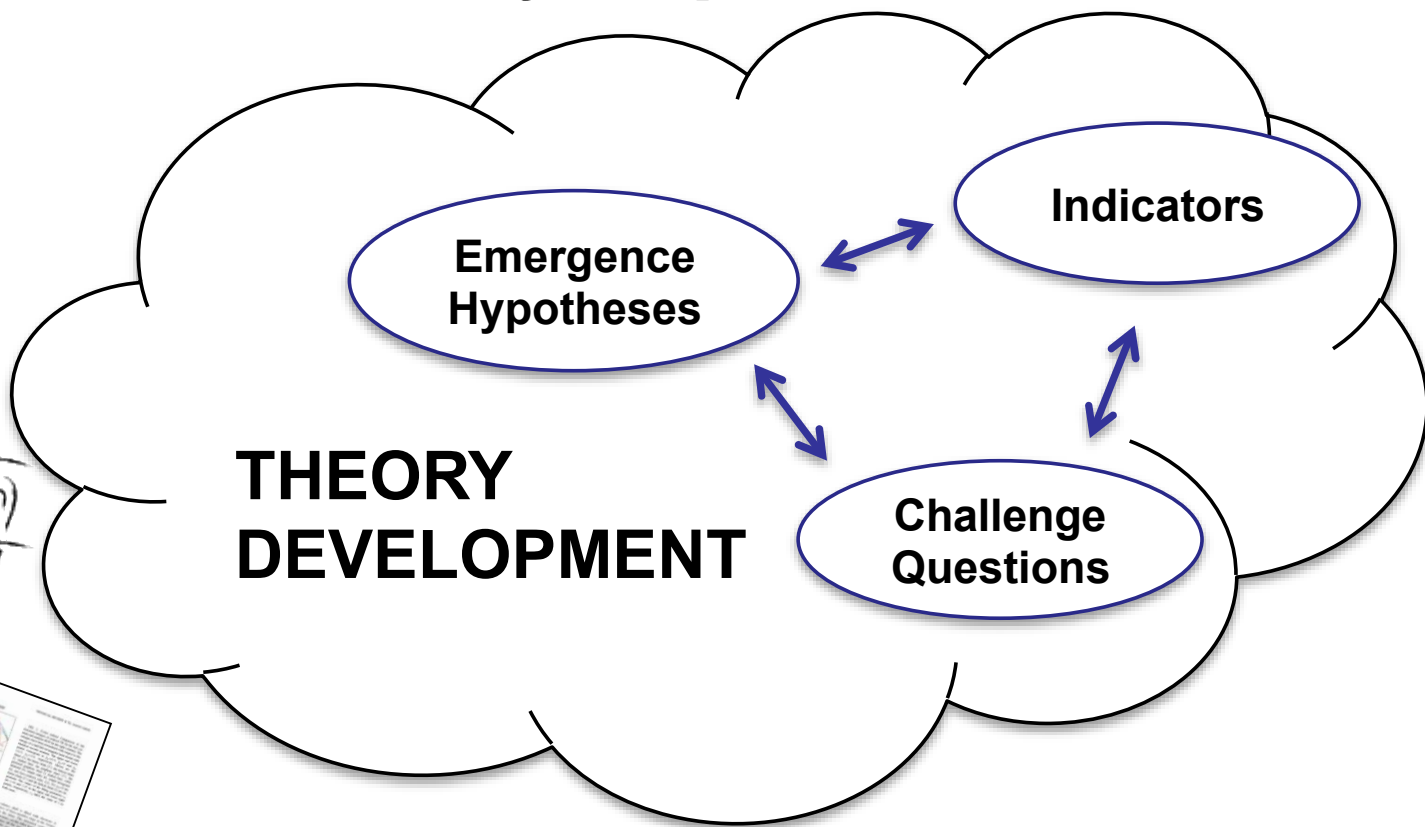 Indicators
Emergence
Hypotheses
THEORY
DEVELOPMENT
Challenge
Questions